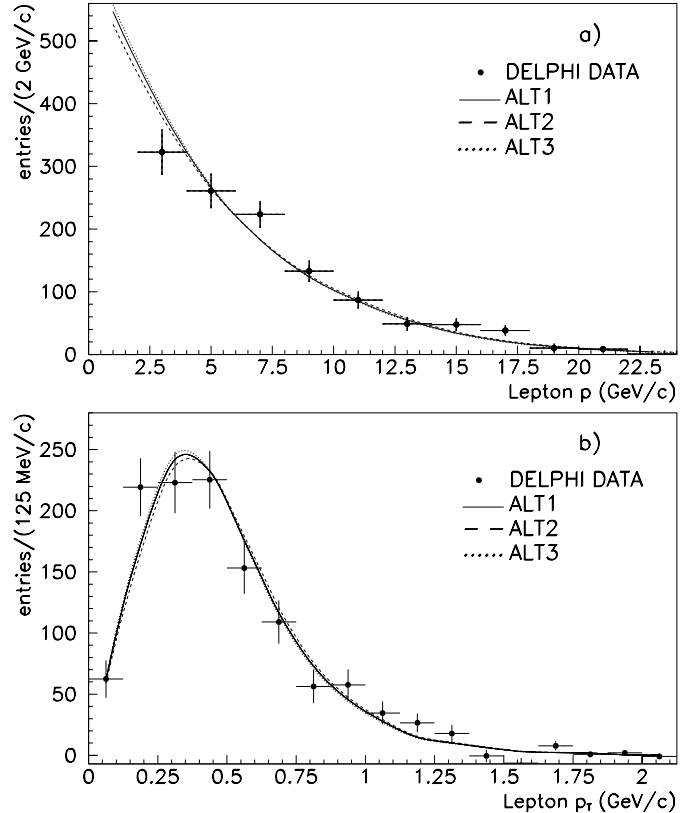 entries/(2 GeV/c)
500
400
300
200
100
0
a)
DELPHI DATA
ALT1
ALT2
ALT3
0 2.5 5 7.5 10 12.5 15 17.5 20 22.5
Lepton p (GeV/c)
entries/(125 MeV/c)
250
200
150
100
50
0
b)
DELPHI DATA
ALT1
ALT2
ALT3
0 0.25 0.5 0.75 1 1.25 1.5 1.75 2
Lepton pT (GeV/c)